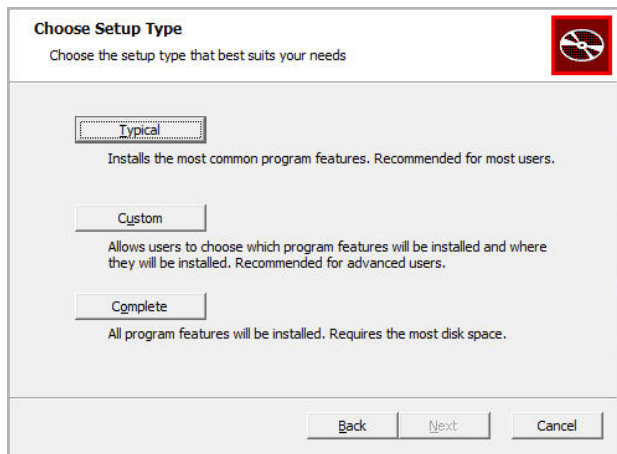 Choose Setup Type
Choose the setup type that best suits your needs
Typical
Installs the most common program features. Recommended for most users.
Custom
Allows users to choose which program features will be installed and where
they will be installed. Recommended for advanced users.
Complete
All program features will be installed. Requires the most disk space.
Back Next Cancel